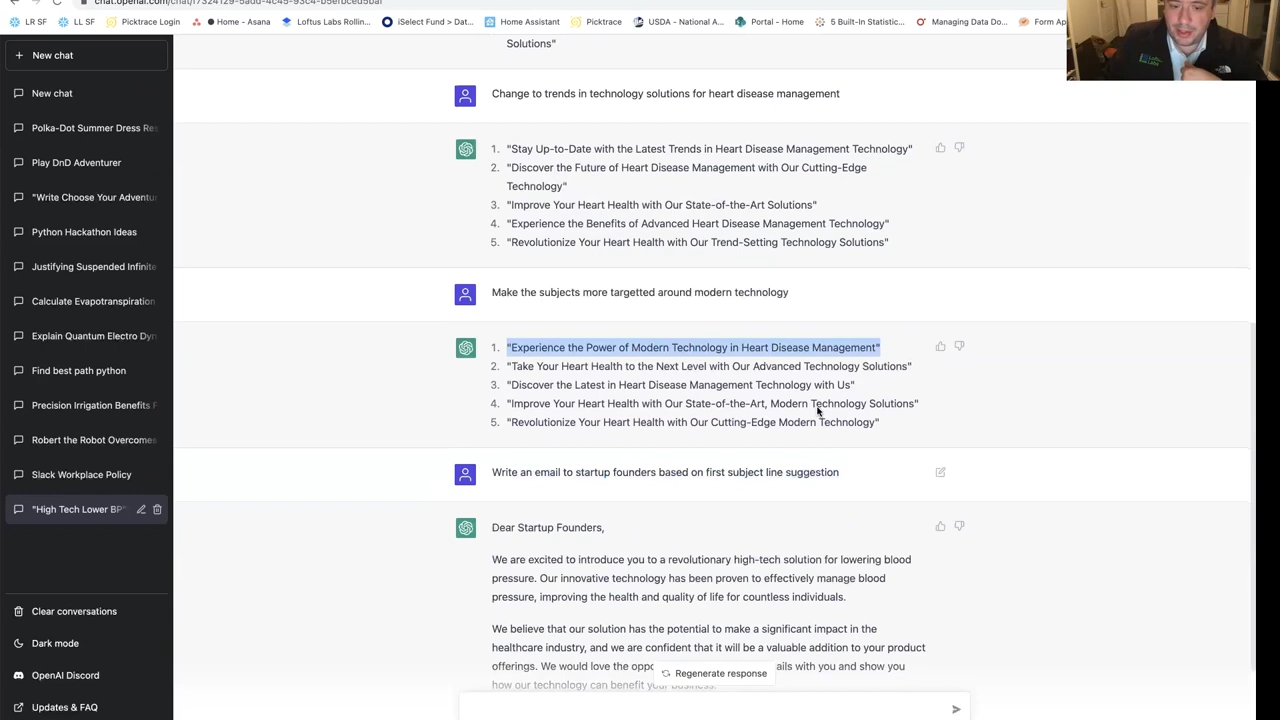 chat.openai.com/chat/f7324129-5add-4c45-93c4-b5efbced5baf
LR SF
LL SF
Picktrace Login
Home - Asana
Loftus Labs Rollin...
iSelect Fund > Dat...
Home Assistant
Picktrace
USDA - National A...
Portal - Home
5 Built-In Statistic...
Managing Data Do...
Form Ap
New chat
New chat
Polka-Dot Summer Dress Res
Play DnD Adventurer
"Write Choose Your Adventu
Python Hackathon Ideas
Justifying Suspended Infinite
Calculate Evapotranspiration
Explain Quantum Electro Dyn
Find best path python
Precision Irrigation Benefits F
Robert the Robot Overcomes
Slack Workplace Policy
"High Tech Lower BP"
Clear conversations
Dark mode
OpenAI Discord
Updates & FAQ
Solutions"
Change to trends in technology solutions for heart disease management
1. "Stay Up-to-Date with the Latest Trends in Heart Disease Management Technology"
2. "Discover the Future of Heart Disease Management with Our Cutting-Edge
Technology"
3. "Improve Your Heart Health with Our State-of-the-Art Solutions"
4. "Experience the Benefits of Advanced Heart Disease Management Technology"
5. "Revolutionize Your Heart Health with Our Trend-Setting Technology Solutions"
Make the subjects more targetted around modern technology
1. "Experience the Power of Modern Technology in Heart Disease Management"
2. "Take Your Heart Health to the Next Level with Our Advanced Technology Solutions"
3. "Discover the Latest in Heart Disease Management Technology with Us"
4. "Improve Your Heart Health with Our State-of-the-Art, Modern Technology Solutions"
5. "Revolutionize Your Heart Health with Our Cutting-Edge Modern Technology"
Write an email to startup founders based on first subject line suggestion
Dear Startup Founders,
We are excited to introduce you to a revolutionary high-tech solution for lowering blood
pressure. Our innovative technology has been proven to effectively manage blood
pressure, improving the health and quality of life for countless individuals.
We believe that our solution has the potential to make a significant impact in the
healthcare industry, and we are confident that it will be a valuable addition to your product
offerings. We would love the oppo ails with you and show you
how our technology can benefit your business.
Regenerate response